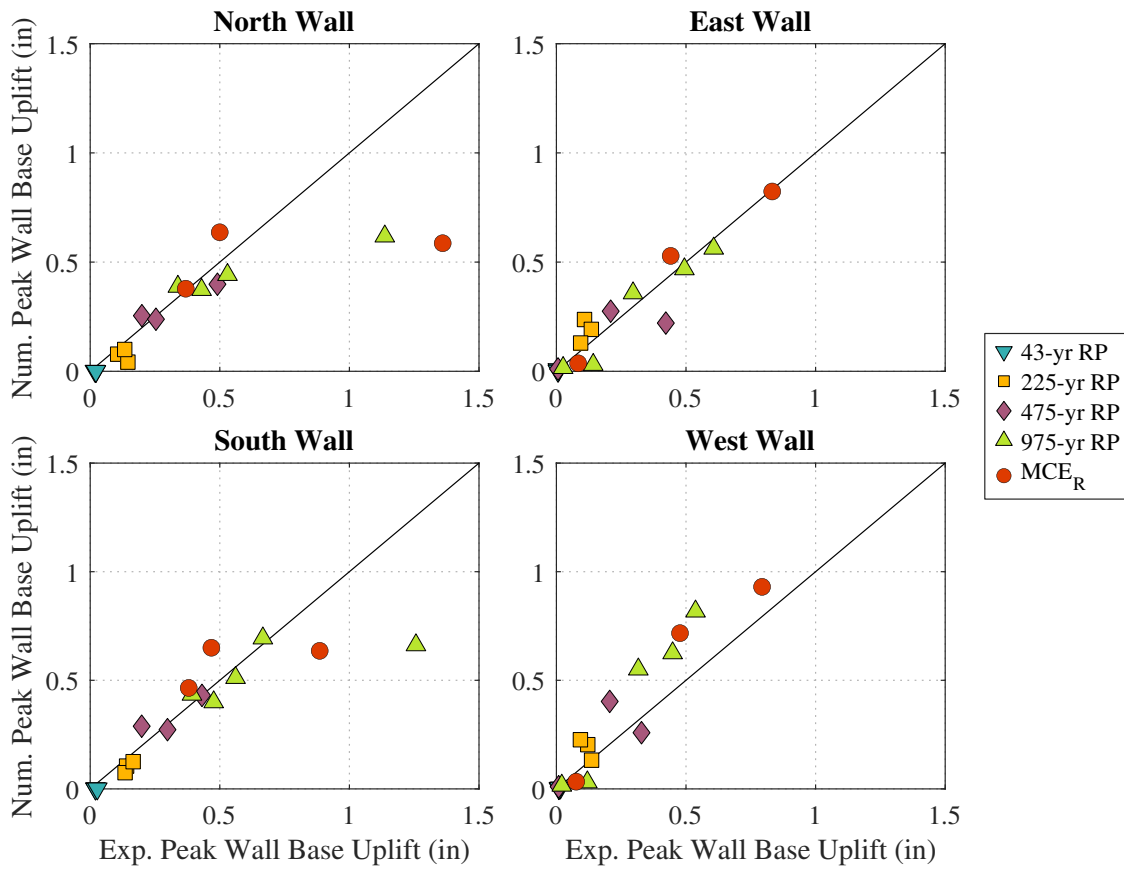 North Wall
East Wall
Num. Peak Wall Base Uplift (in)
1.5
1
0.5
0
0 0.5 1 1.5
1.5
1
0.5
0
0 0.5 1 1.5
South Wall
West Wall
Num. Peak Wall Base Uplift (in)
1.5
1
0.5
0
0 0.5 1 1.5
Exp. Peak Wall Base Uplift (in)
1.5
1
0.5
0
0 0.5 1 1.5
Exp. Peak Wall Base Uplift (in)
43-yr RP
225-yr RP
475-yr RP
975-yr RP
MCE_R